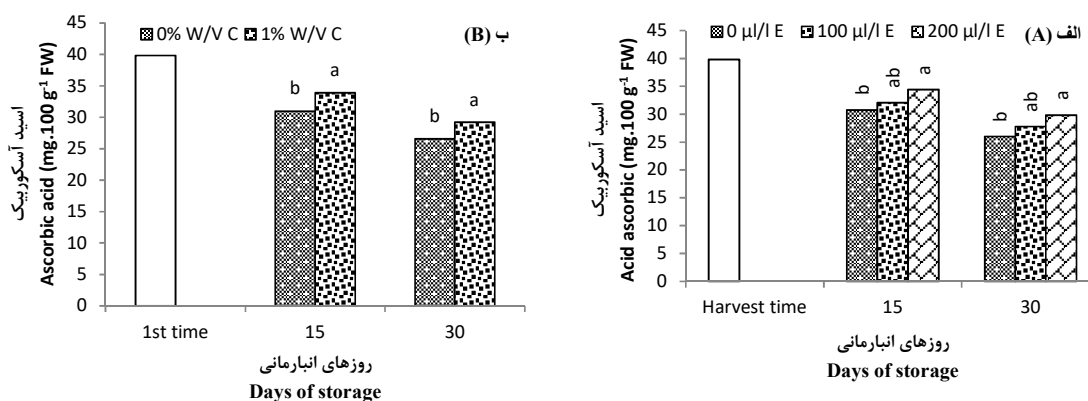 ب (B)
0% W/V C 1% W/V C
45
40
35
30
25
20
15
10
5
0
اسید آسکوربیک
Ascorbic acid (mg.100 g⁻¹ FW)
b a b a
1st time 15 30
روزهای انبارمانی
Days of storage
الف (A)
0 µl/l E 100 µl/l E 200 µl/l E
45
40
35
30
25
20
15
10
5
0
اسید آسکوربیک
Acid ascorbic (mg.100 g⁻¹ FW)
b ab a b ab a
Harvest time 15 30
روزهای انبارمانی
Days of storage